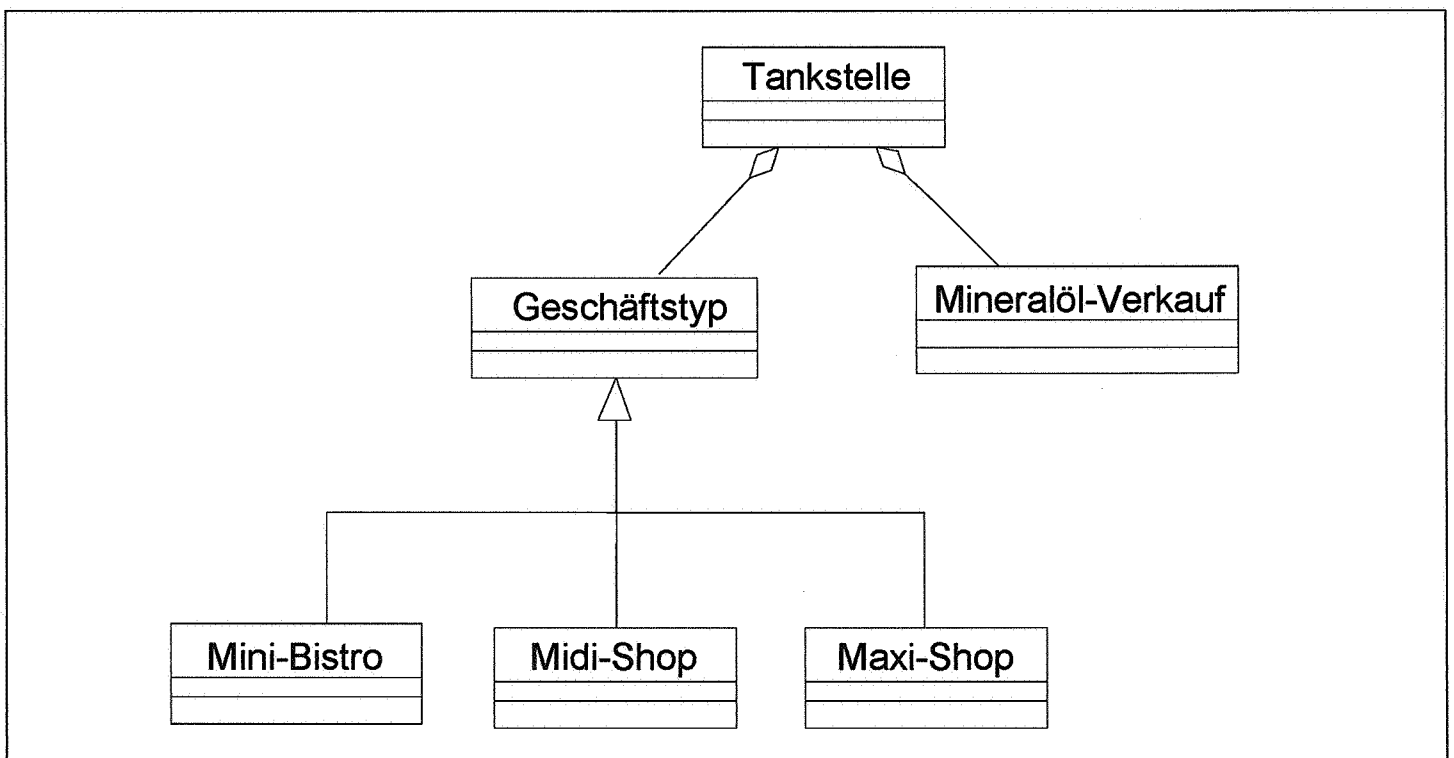 Tankstelle
Geschäftstyp
Mineralöl-Verkauf
Mini-Bistro
Midi-Shop
Maxi-Shop